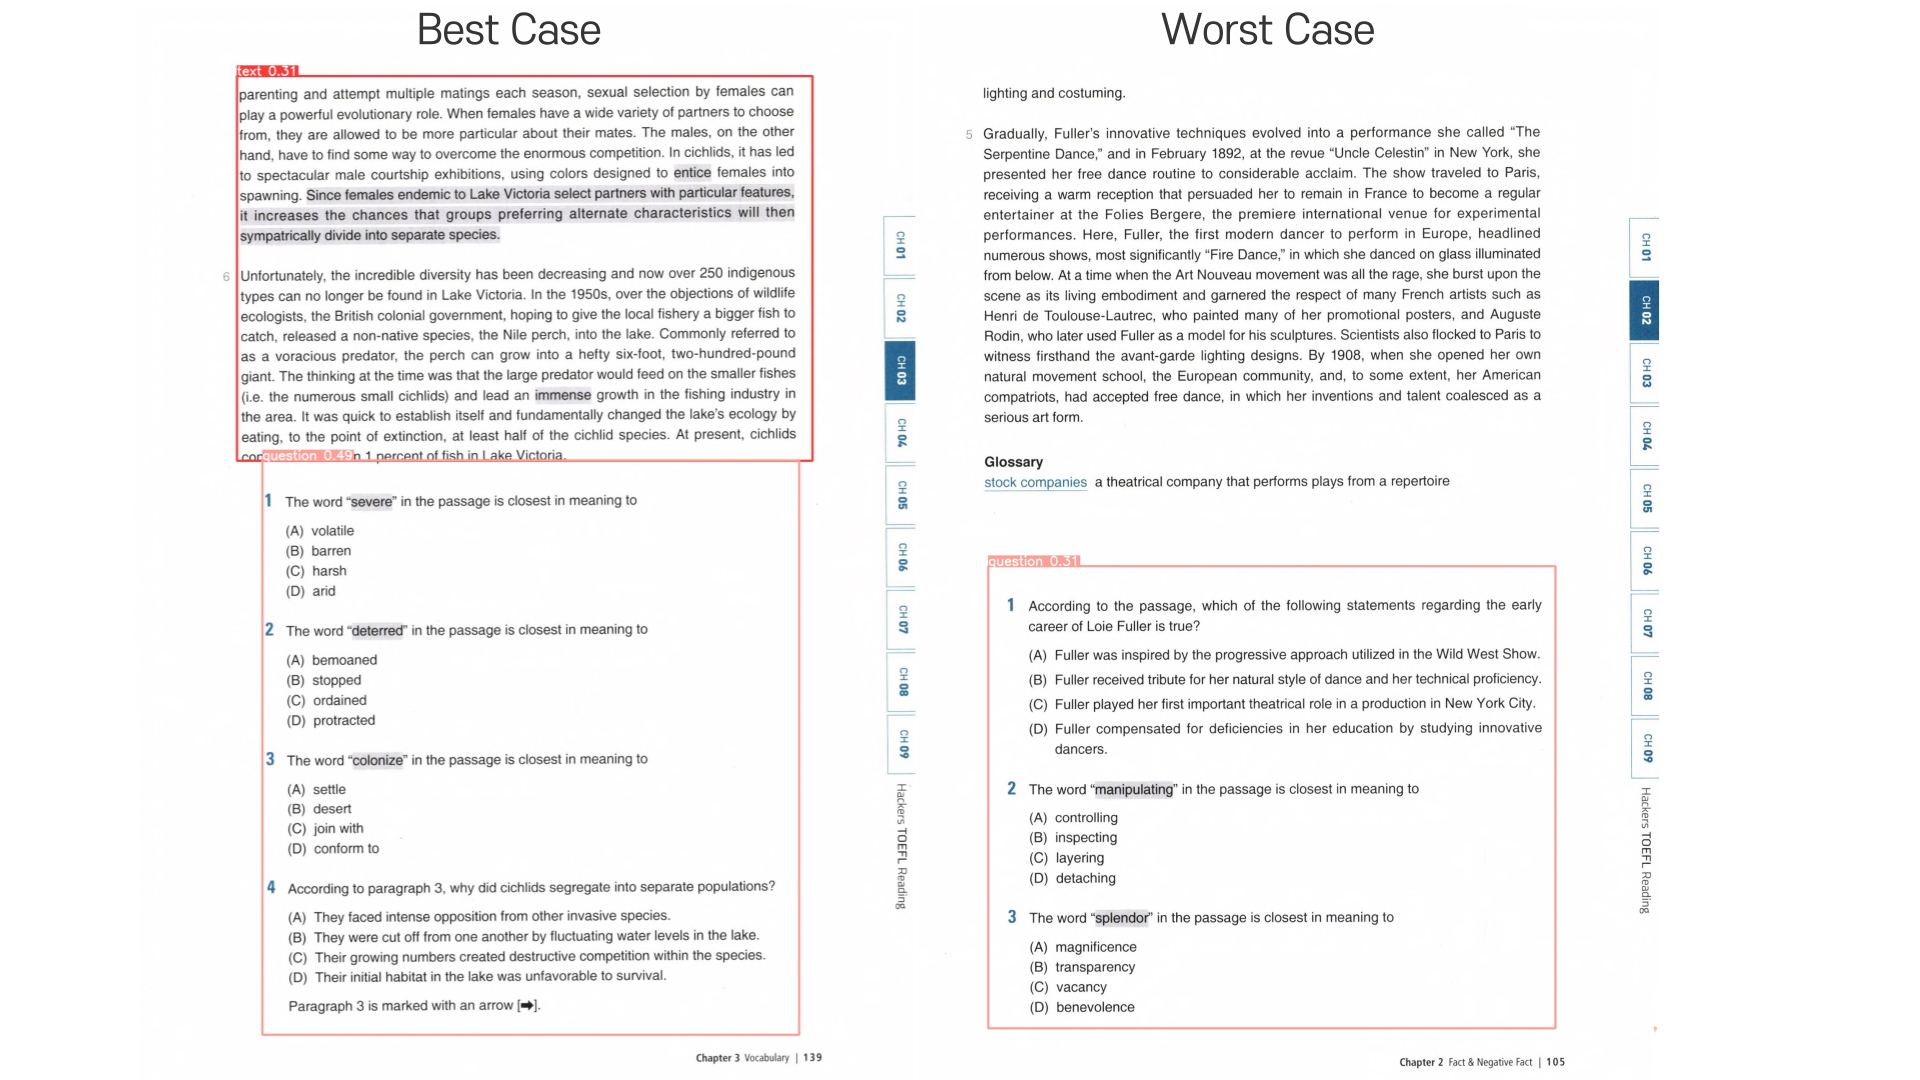 Best Case
text 0.31
parenting and attempt multiple matings each season, sexual selection by females can
play a powerful evolutionary role. When females have a wide variety of partners to choose
from, they are allowed to be more particular about their mates. The males, on the other
hand, have to find some way to overcome the enormous competition. In cichlids, it has led
to spectacular male courtship exhibitions, using colors designed to entice females into
spawning. Since females endemic to Lake Victoria select partners with particular features,
it increases the chances that groups preferring alternate characteristics will then
sympatrically divide into separate species.
6 Unfortunately, the incredible diversity has been decreasing and now over 250 indigenous
types can no longer be found in Lake Victoria. In the 1950s, over the objections of wildlife
ecologists, the British colonial government, hoping to give the local fishery a bigger fish to
catch, released a non-native species, the Nile perch, into the lake. Commonly referred to
as a voracious predator, the perch can grow into a hefty six-foot, two-hundred-pound
giant. The thinking at the time was that the large predator would feed on the smaller fishes
(i.e. the numerous small cichlids) and lead an immense growth in the fishing industry in
the area. It was quick to establish itself and fundamentally changed the lake's ecology by
eating, to the point of extinction, at least half of the cichlid species. At present, cichlids
1 percent of fish in Lake Victoria.
question 0.49
1 The word “severe” in the passage is closest in meaning to
(A) volatile
(B) barren
(C) harsh
(D) arid
2 The word “deterred” in the passage is closest in meaning to
(A) bemoaned
(B) stopped
(C) ordained
(D) protracted
3 The word “colonize” in the passage is closest in meaning to
(A) settle
(B) desert
(C) join with
(D) conform to
4 According to paragraph 3, why did cichlids segregate into separate populations?
(A) They faced intense opposition from other invasive species.
(B) They were cut off from one another by fluctuating water levels in the lake.
(C) Their growing numbers created destructive competition within the species.
(D) Their initial habitat in the lake was unfavorable to survival.
Paragraph 3 is marked with an arrow [➡].
Chapter 3 Vocabulary | 139
CH 01
CH 02
CH 03
CH 04
CH 05
CH 06
CH 07
CH 08
CH 09
Hackers TOEFL Reading
Worst Case
lighting and costuming.
5 Gradually, Fuller's innovative techniques evolved into a performance she called “The
Serpentine Dance,” and in February 1892, at the revue “Uncle Celestin” in New York, she
presented her free dance routine to considerable acclaim. The show traveled to Paris,
receiving a warm reception that persuaded her to remain in France to become a regular
entertainer at the Folies Bergere, the premiere international venue for experimental
performances. Here, Fuller, the first modern dancer to perform in Europe, headlined
numerous shows, most significantly “Fire Dance,” in which she danced on glass illuminated
from below. At a time when the Art Nouveau movement was all the rage, she burst upon the
scene as its living embodiment and garnered the respect of many French artists such as
Henri de Toulouse-Lautrec, who painted many of her promotional posters, and Auguste
Rodin, who later used Fuller as a model for his sculptures. Scientists also flocked to Paris to
witness firsthand the avant-garde lighting designs. By 1908, when she opened her own
natural movement school, the European community, and, to some extent, her American
compatriots, had accepted free dance, in which her inventions and talent coalesced as a
serious art form.
Glossary
stock companies a theatrical company that performs plays from a repertoire
question 0.31
1 According to the passage, which of the following statements regarding the early
career of Loie Fuller is true?
(A) Fuller was inspired by the progressive approach utilized in the Wild West Show.
(B) Fuller received tribute for her natural style of dance and her technical proficiency.
(C) Fuller played her first important theatrical role in a production in New York City.
(D) Fuller compensated for deficiencies in her education by studying innovative
dancers.
2 The word “manipulating” in the passage is closest in meaning to
(A) controlling
(B) inspecting
(C) layering
(D) detaching
3 The word “splendor” in the passage is closest in meaning to
(A) magnificence
(B) transparency
(C) vacancy
(D) benevolence
Chapter 2 Fact & Negative Fact | 105
CH 01
CH 02
CH 03
CH 04
CH 05
CH 06
CH 07
CH 08
CH 09
Hackers TOEFL Reading